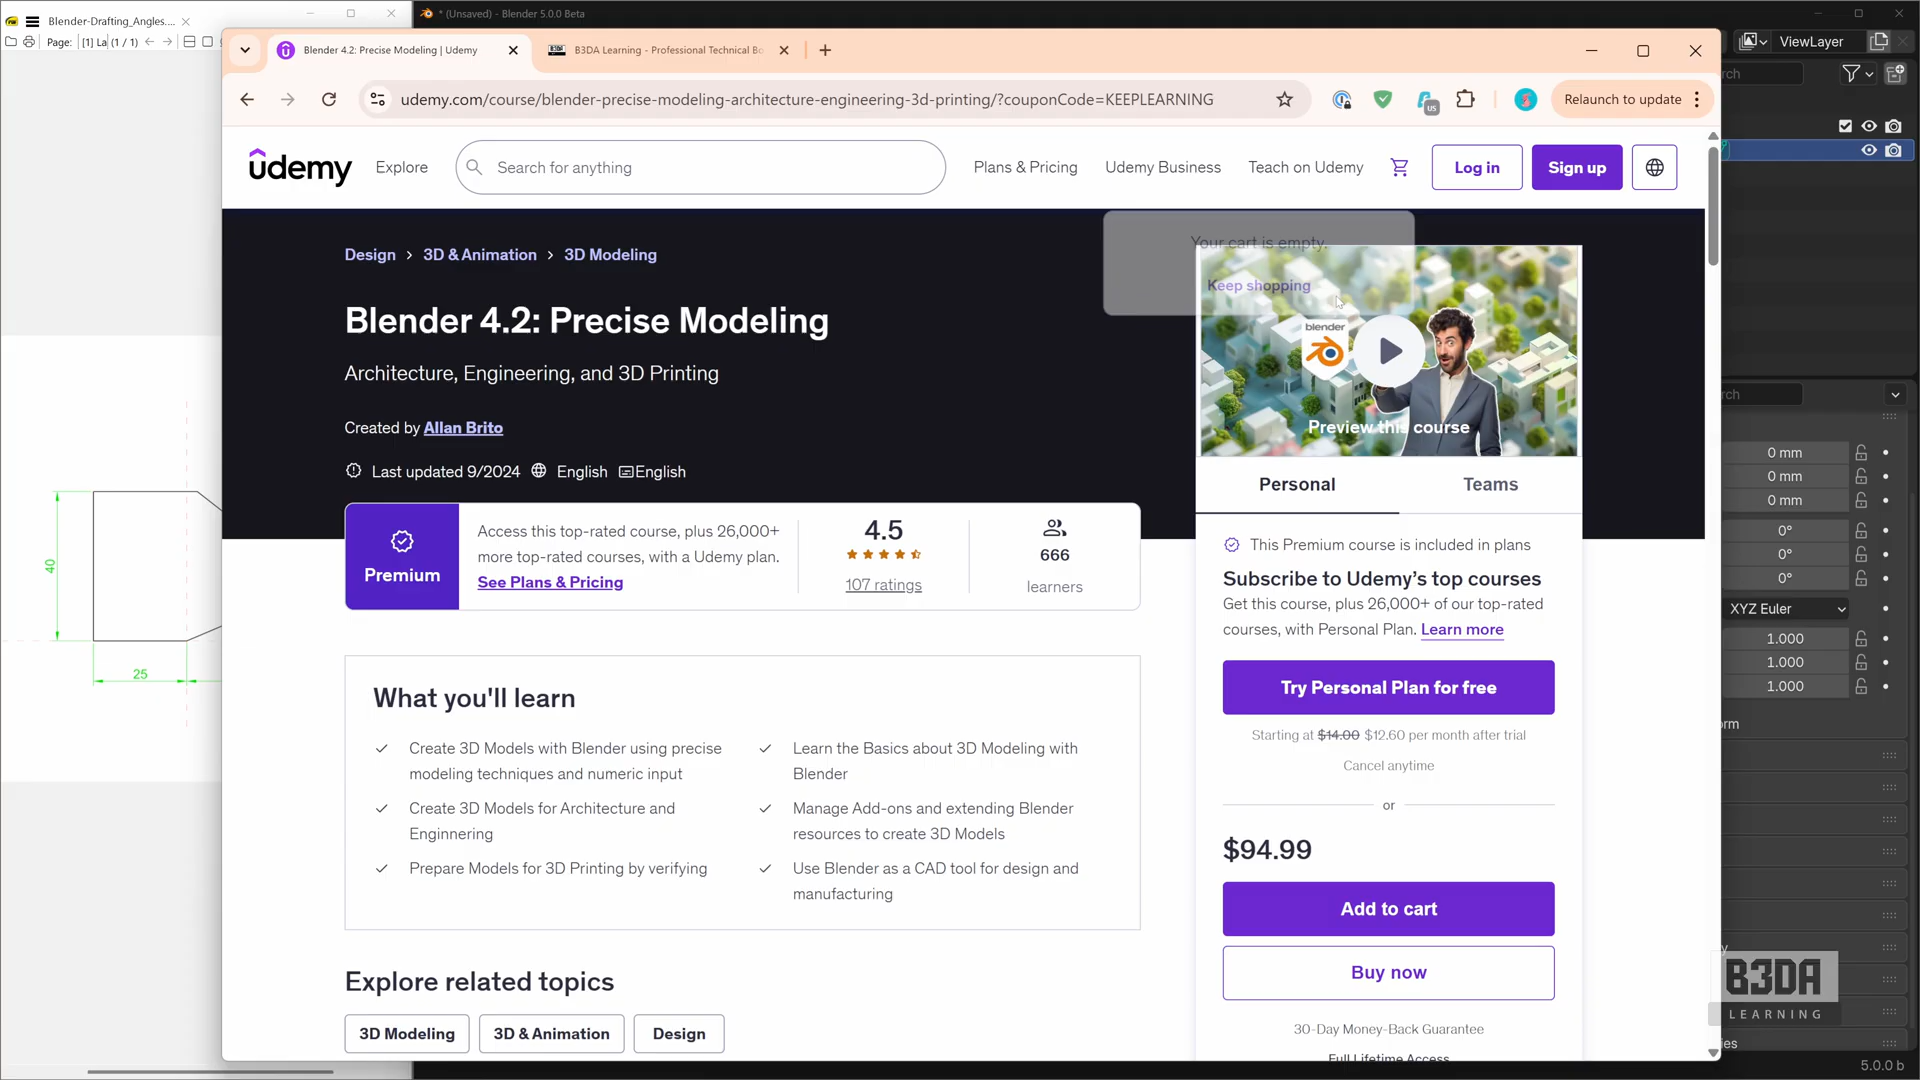 Blender-Drafting_Angles....
Page: [1] La (1 / 1)
* (Unsaved) - Blender 5.0.0 Beta
ViewLayer
Blender 4.2: Precise Modeling | Udemy
B3DA Learning - Professional Technical Bo
udemy.com/course/blender-precise-modeling-architecture-engineering-3d-printing/?couponCode=KEEPLEARNING
US
Relaunch to update
udemy
Explore
Search for anything
Plans & Pricing
Udemy Business
Teach on Udemy
Log in
Sign up
Your cart is empty.
Keep shopping
Design > 3D & Animation > 3D Modeling
Blender 4.2: Precise Modeling
Architecture, Engineering, and 3D Printing
Created by Allan Brito
Last updated 9/2024 English English
blender
Preview this course
Premium
Access this top-rated course, plus 26,000+
more top-rated courses, with a Udemy plan.
See Plans & Pricing
4.5
107 ratings
666
learners
Personal
Teams
This Premium course is included in plans
Subscribe to Udemy's top courses
Get this course, plus 26,000+ of our top-rated
courses, with Personal Plan. Learn more
Try Personal Plan for free
Starting at $14.00 $12.60 per month after trial
Cancel anytime
or
$94.99
Add to cart
Buy now
30-Day Money-Back Guarantee
Full Lifetime Access
What you'll learn
Create 3D Models with Blender using precise
modeling techniques and numeric input
Create 3D Models for Architecture and
Enginnering
Prepare Models for 3D Printing by verifying
Learn the Basics about 3D Modeling with
Blender
Manage Add-ons and extending Blender
resources to create 3D Models
Use Blender as a CAD tool for design and
manufacturing
Explore related topics
3D Modeling
3D & Animation
Design
40
25
rch
rch
0 mm
0 mm
0 mm
0°
0°
0°
XYZ Euler
1.000
1.000
1.000
orm
y
B3DA
LEARNING
ies
5.0.0 b